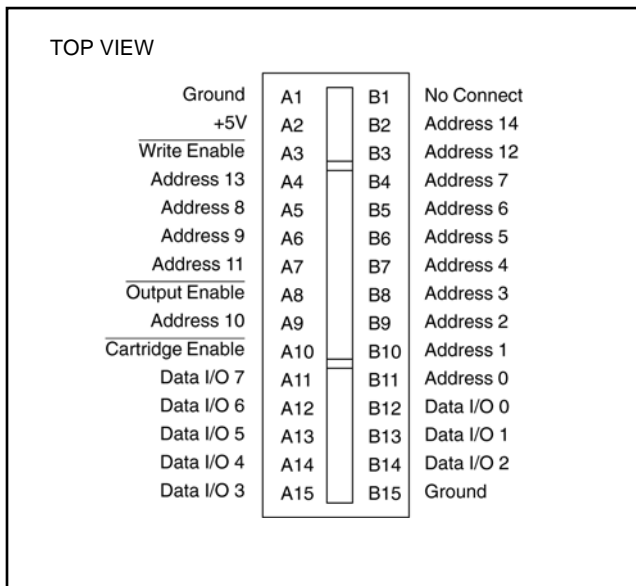 TOP VIEW
Ground A1 B1 No Connect
+5V A2 B2 Address 14
Write Enable A3 B3 Address 12
Address 13 A4 B4 Address 7
Address 8 A5 B5 Address 6
Address 9 A6 B6 Address 5
Address 11 A7 B7 Address 4
Output Enable A8 B8 Address 3
Address 10 A9 B9 Address 2
Cartridge Enable A10 B10 Address 1
Data I/O 7 A11 B11 Address 0
Data I/O 6 A12 B12 Data I/O 0
Data I/O 5 A13 B13 Data I/O 1
Data I/O 4 A14 B14 Data I/O 2
Data I/O 3 A15 B15 Ground